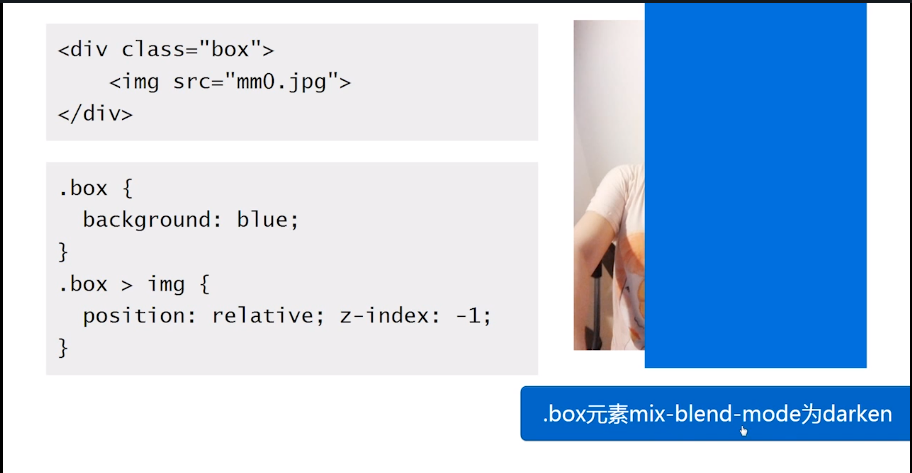 <div class="box">
    <img src="mm0.jpg">
</div>
.box {
  background: blue;
}
.box > img {
  position: relative; z-index: -1;
}
.box元素mix-blend-mode为darken